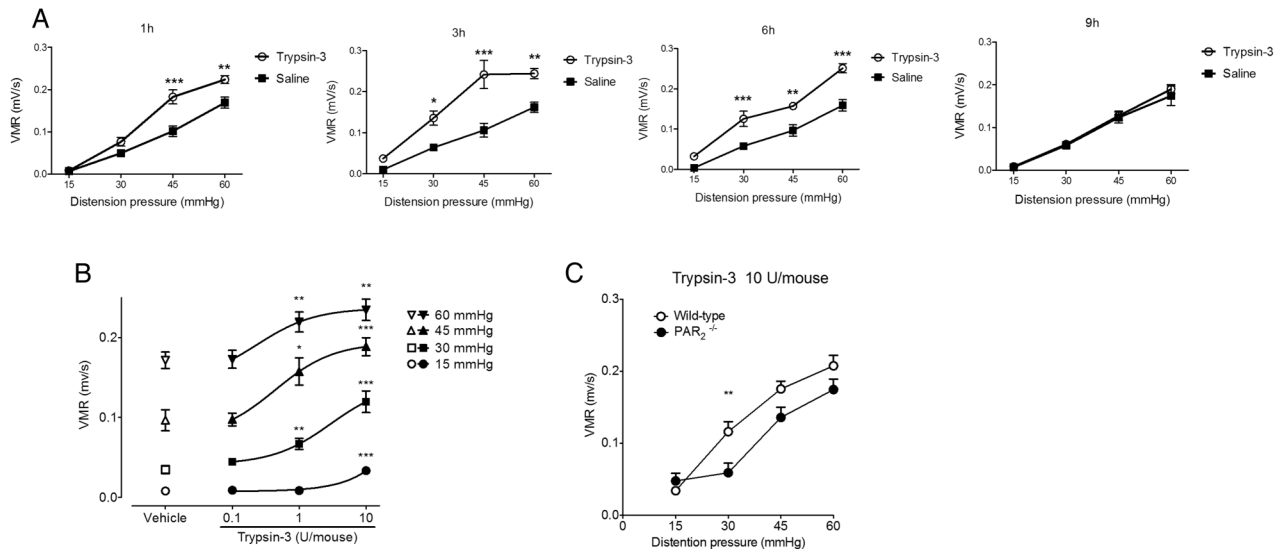 A
1h
3h
6h
9h
VMR (mV/s)
0.3
0.2
0.1
0.0
15
30
45
60
***
**
Trypsin-3
Saline
Distension pressure (mmHg)
VMR (mV/s)
0.3
0.2
0.1
0.0
15
30
45
60
*
***
**
Trypsin-3
Saline
Distension pressure (mmHg)
VMR (mV/s)
0.3
0.2
0.1
0.0
15
30
45
60
***
**
***
Trypsin-3
Saline
Distension pressure (mmHg)
VMR (mV/s)
0.3
0.2
0.1
0.0
15
30
45
60
Trypsin-3
Saline
Distension pressure (mmHg)
B
VMR (mv/s)
0.2
0.1
0.0
** **
* ***
** ***
***
60 mmHg
45 mmHg
30 mmHg
15 mmHg
Vehicle 0.1 1 10
Trypsin-3 (U/mouse)
C
Trypsin-3 10 U/mouse
Wild-type
PAR2 -/-
VMR (mv/s)
0.3
0.2
0.1
0.0
**
0 15 30 45 60
Distention pressure (mmHg)